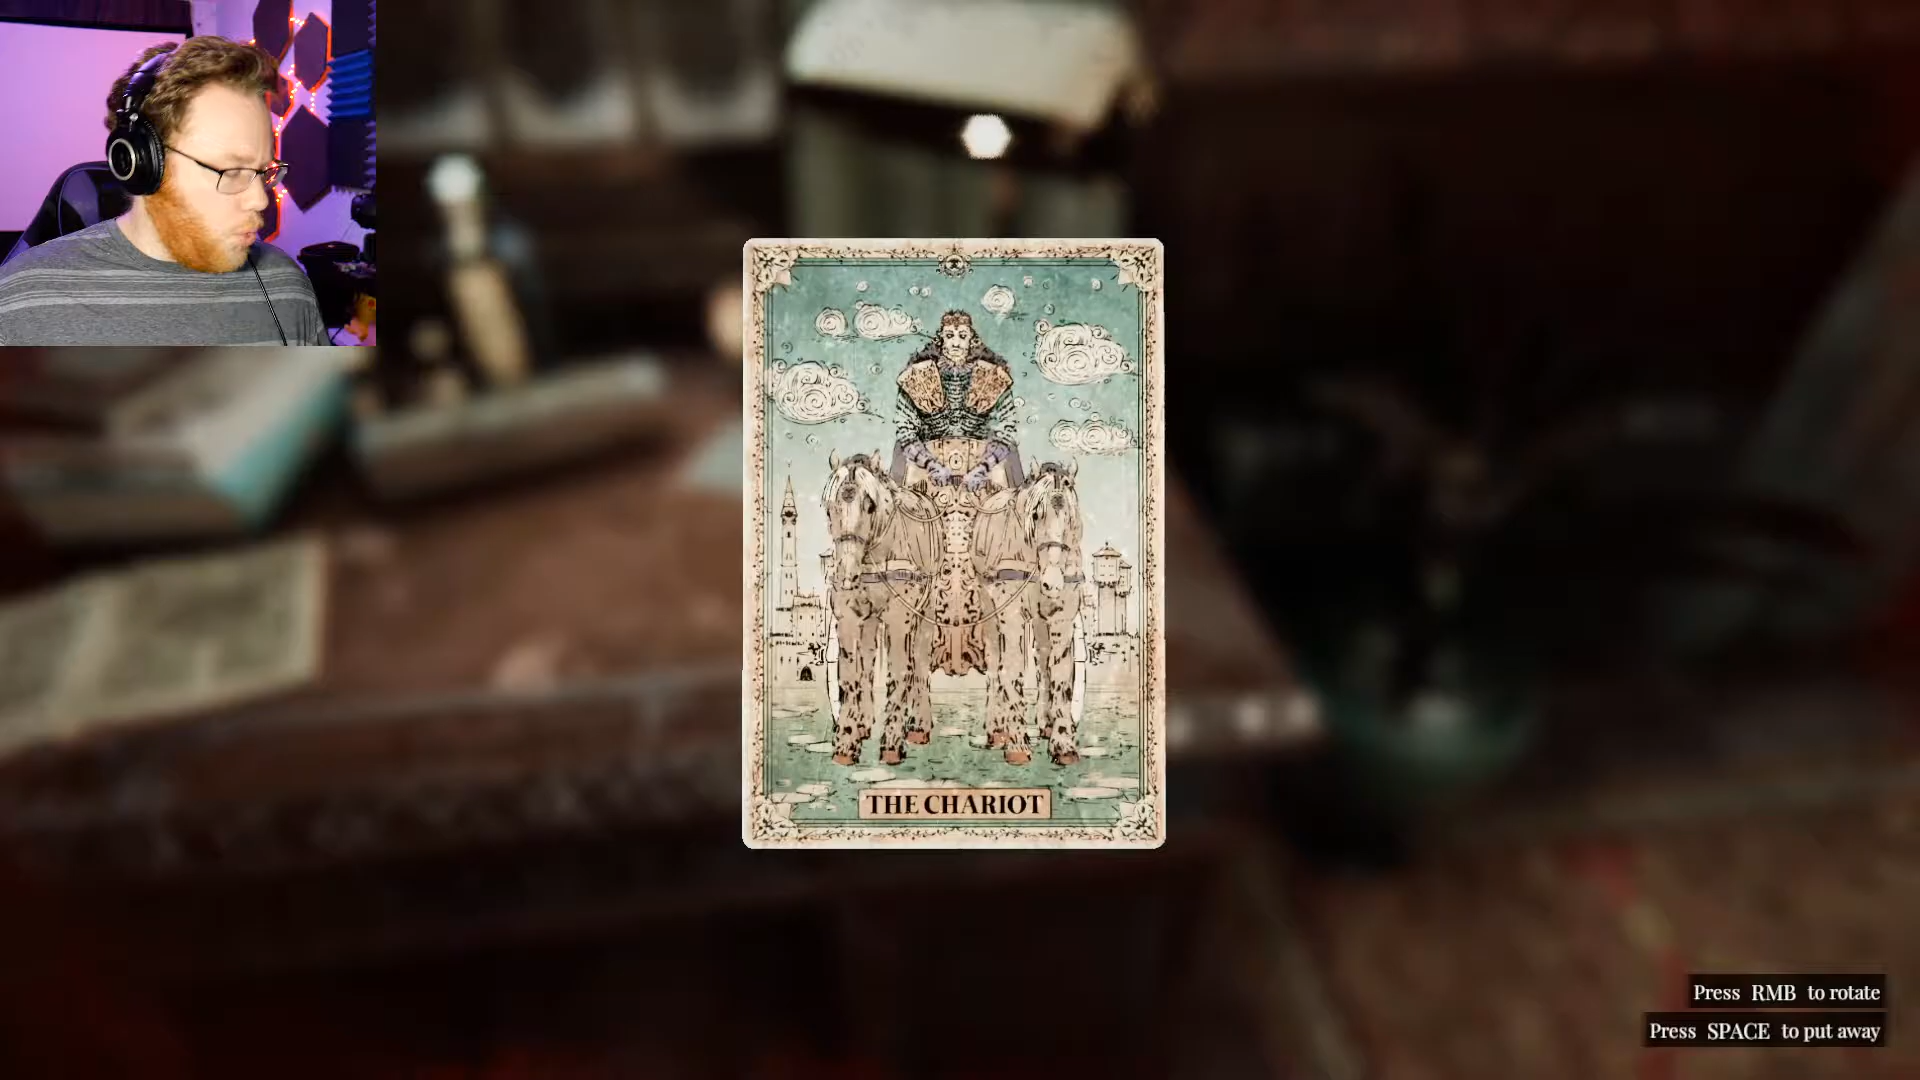 THE CHARIOT
Press RMB to rotate
Press SPACE to put away